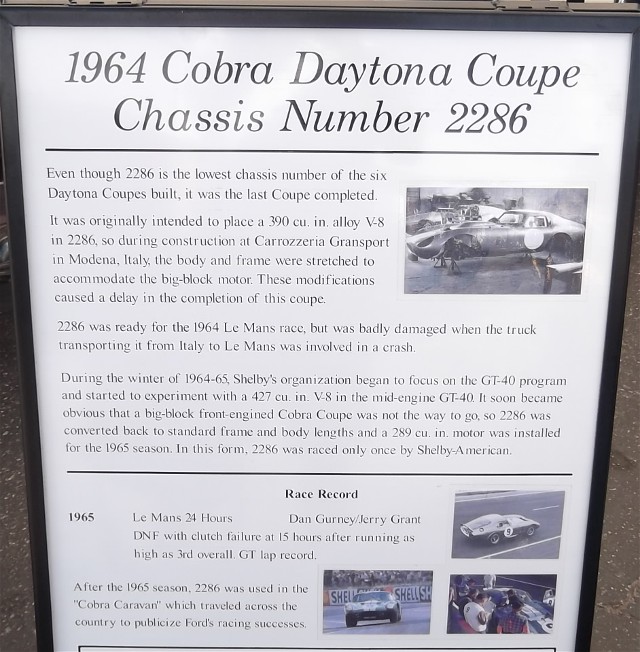 1964 Cobra Daytona Coupe
Chassis Number 2286
Even though 2286 is the lowest chassis number of the six
Daytona Coupes built, it was the last Coupe completed.
It was originally intended to place a 390 cu. in. alloy V-8
in 2286, so during construction at Carrozzeria Gransport
in Modena, Italy, the body and frame were stretched to
accommodate the big-block motor. These modifications
caused a delay in the completion of this coupe.
2286 was ready for the 1964 Le Mans race, but was badly damaged when the truck
transporting it from Italy to Le Mans was involved in a crash.
During the winter of 1964-65, Shelby's organization began to focus on the GT-40 program
and started to experiment with a 427 cu. in. V-8 in the mid-engine GT-40. It soon became
obvious that a big-block front-engined Cobra Coupe was not the way to go, so 2286 was
converted back to standard frame and body lengths and a 289 cu. in. motor was installed
for the 1965 season. In this form, 2286 was raced only once by Shelby-American.
Race Record
1965 Le Mans 24 Hours Dan Gurney/Jerry Grant
DNF with clutch failure at 15 hours after running as
high as 3rd overall. GT lap record.
9
After the 1965 season, 2286 was used in the
"Cobra Caravan" which traveled across the
country to publicize Ford's racing successes.
SHELL SHELL